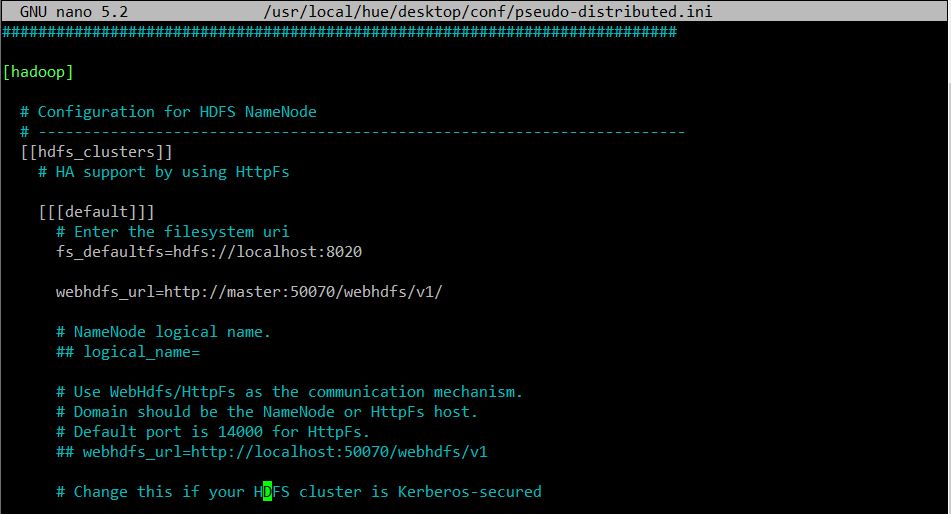 GNU nano 5.2 /usr/local/hue/desktop/conf/pseudo-distributed.ini
###########################################################################
[hadoop]
# Configuration for HDFS NameNode
# ------------------------------------------------------------------------
[[hdfs_clusters]]
# HA support by using HttpFs
[[[default]]]
# Enter the filesystem uri
fs_defaultfs=hdfs://localhost:8020
webhdfs_url=http://master:50070/webhdfs/v1/
# NameNode logical name.
## logical_name=
# Use WebHdfs/HttpFs as the communication mechanism.
# Domain should be the NameNode or HttpFs host.
# Default port is 14000 for HttpFs.
## webhdfs_url=http://localhost:50070/webhdfs/v1
# Change this if your HDFS cluster is Kerberos-secured